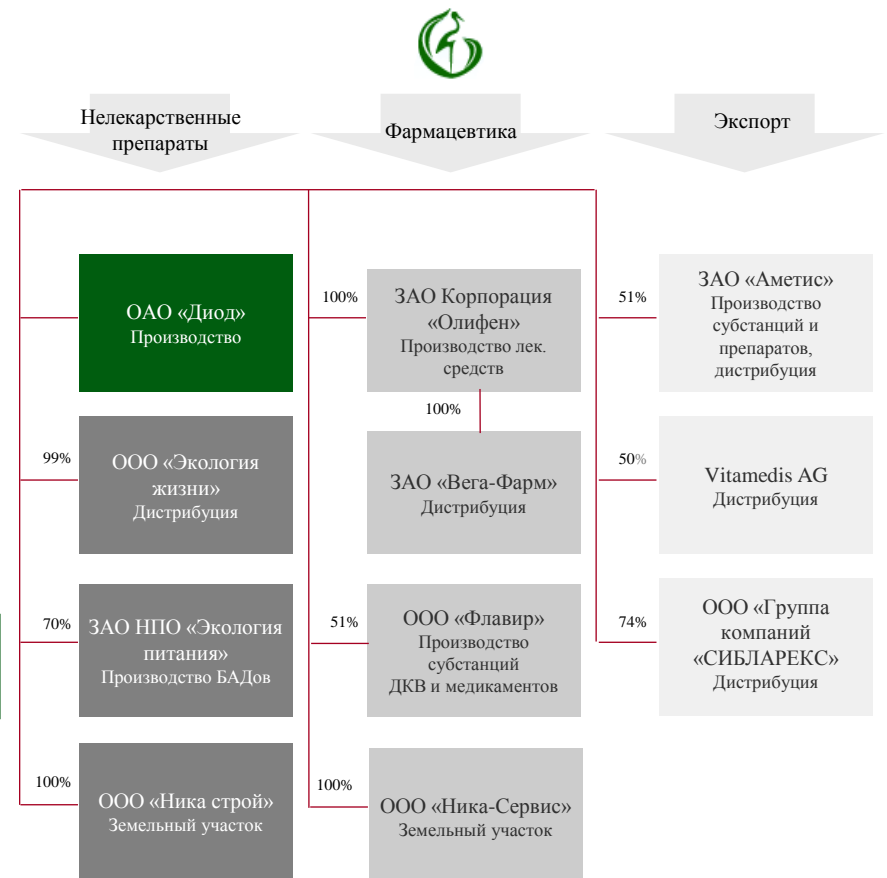 Нелекарственные
препараты
Фармацевтика
Экспорт
ОАО «Диод»
Производство
99%
ООО «Экология
жизни»
Дистрибуция
70%
ЗАО НПО «Экология
питания»
Производство БАДов
100%
ООО «Ника строй»
Земельный участок
100%
ЗАО Корпорация
«Олифен»
Производство лек.
средств
100%
ЗАО «Вега-Фарм»
Дистрибуция
51%
ООО «Флавир»
Производство
субстанций
ДКВ и медикаментов
100%
ООО «Ника-Сервис»
Земельный участок
51%
ЗАО «Аметис»
Производство
субстанций и
препаратов,
дистрибуция
50%
Vitamedis AG
Дистрибуция
74%
ООО «Группа
компаний
«СИБЛАРЕКС»
Дистрибуция